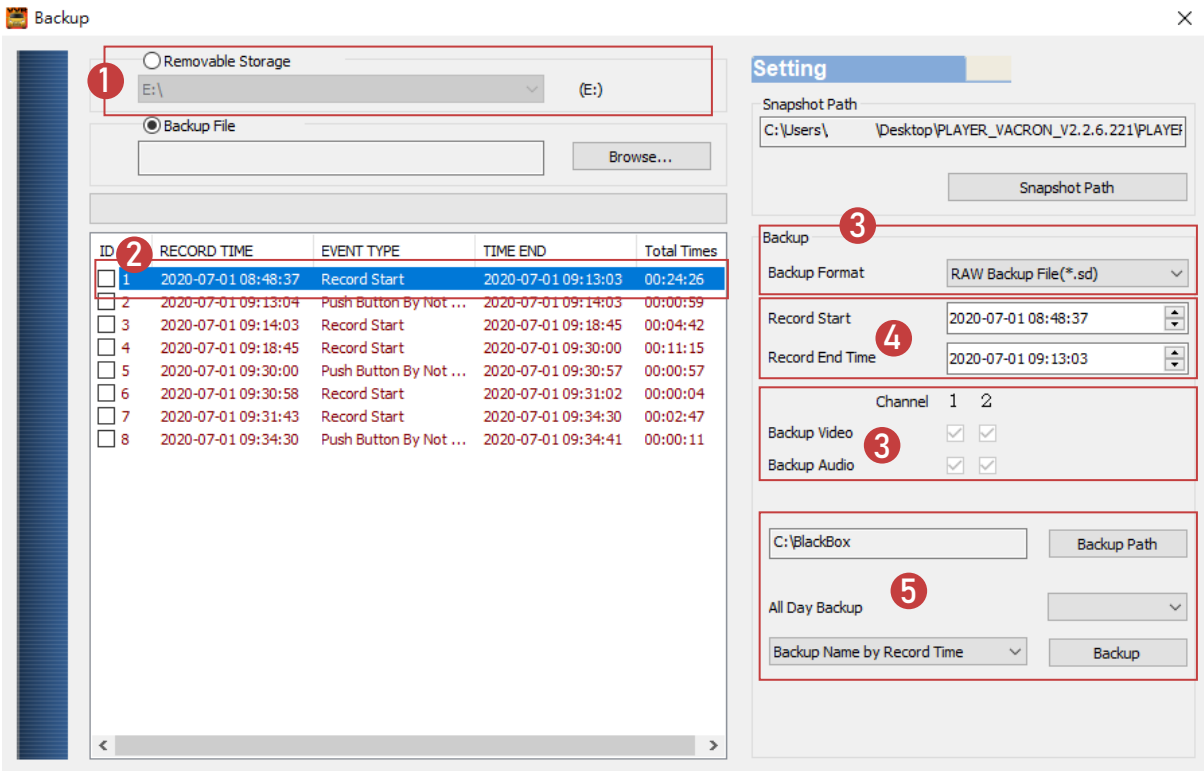 VVR
Backup
1
Removable Storage
E:\
(E:)
Backup File
Browse...
ID
2
RECORD TIME EVENT TYPE TIME END Total Times
1 2020-07-01 08:48:37 Record Start 2020-07-01 09:13:03 00:24:26
2 2020-07-01 09:13:04 Push Button By Not ... 2020-07-01 09:14:03 00:00:59
3 2020-07-01 09:14:03 Record Start 2020-07-01 09:18:45 00:04:42
4 2020-07-01 09:18:45 Record Start 2020-07-01 09:30:00 00:11:15
5 2020-07-01 09:30:00 Push Button By Not ... 2020-07-01 09:30:57 00:00:57
6 2020-07-01 09:30:58 Record Start 2020-07-01 09:31:02 00:00:04
7 2020-07-01 09:31:43 Record Start 2020-07-01 09:34:30 00:02:47
8 2020-07-01 09:34:30 Push Button By Not ... 2020-07-01 09:34:41 00:00:11
Setting
Snapshot Path
C:\Users\ \Desktop\PLAYER_VACRON_V2.2.6.221\PLAYER
Snapshot Path
3
Backup
Backup Format RAW Backup File(*.sd)
Record Start 2020-07-01 08:48:37
4
Record End Time 2020-07-01 09:13:03
Channel 1 2
Backup Video
3
Backup Audio
C:\BlackBox Backup Path
5
All Day Backup
Backup Name by Record Time Backup